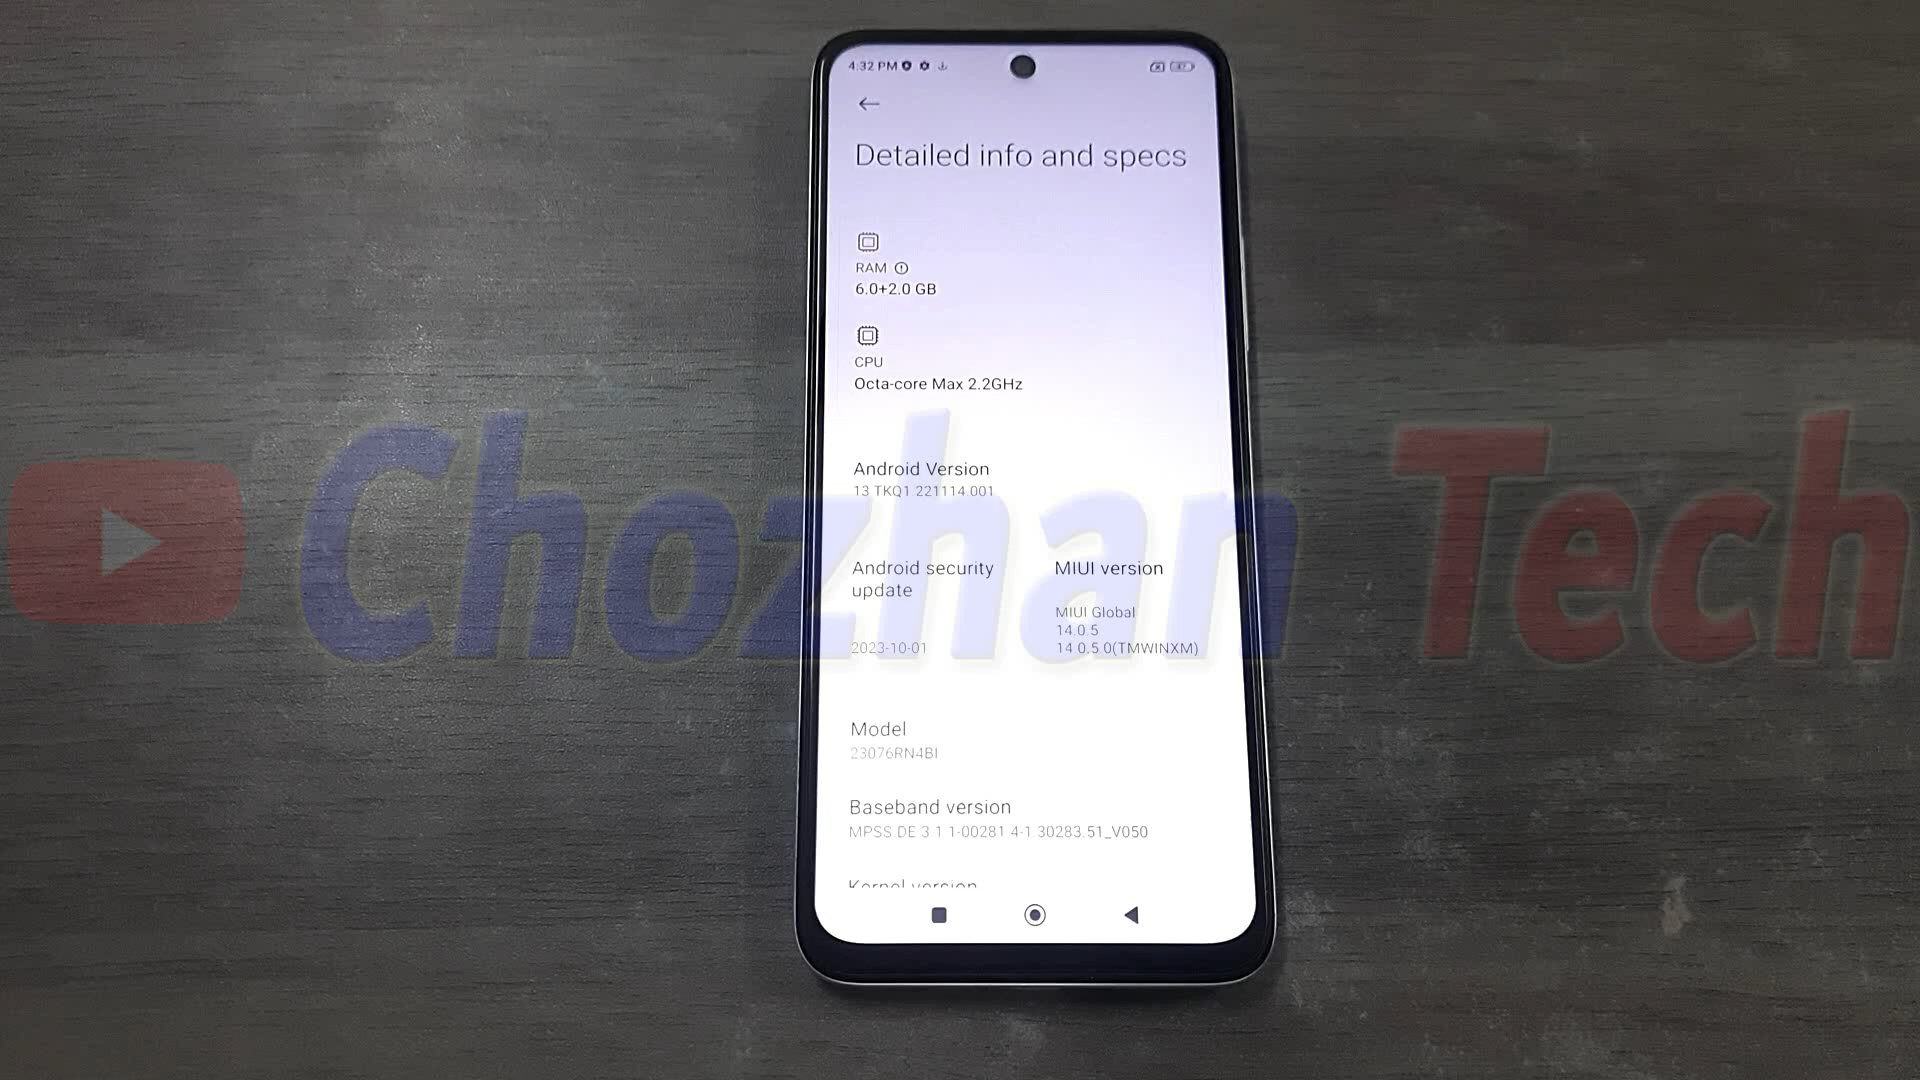 4:32 PM
Detailed info and specs
RAM
6.0+2.0 GB
CPU
Octa-core Max 2.2GHz
Android Version
13 TKQ1 221114.001
Android security
update
2023-10-01
MIUI version
MIUI Global
14.0.5
14 0.5 0(TMWINXM)
Model
23076RN4BI
Baseband version
MPSS DE 3 1 1-00281 4-1 30283.51_V050
Kernel version
Chozhan Tech